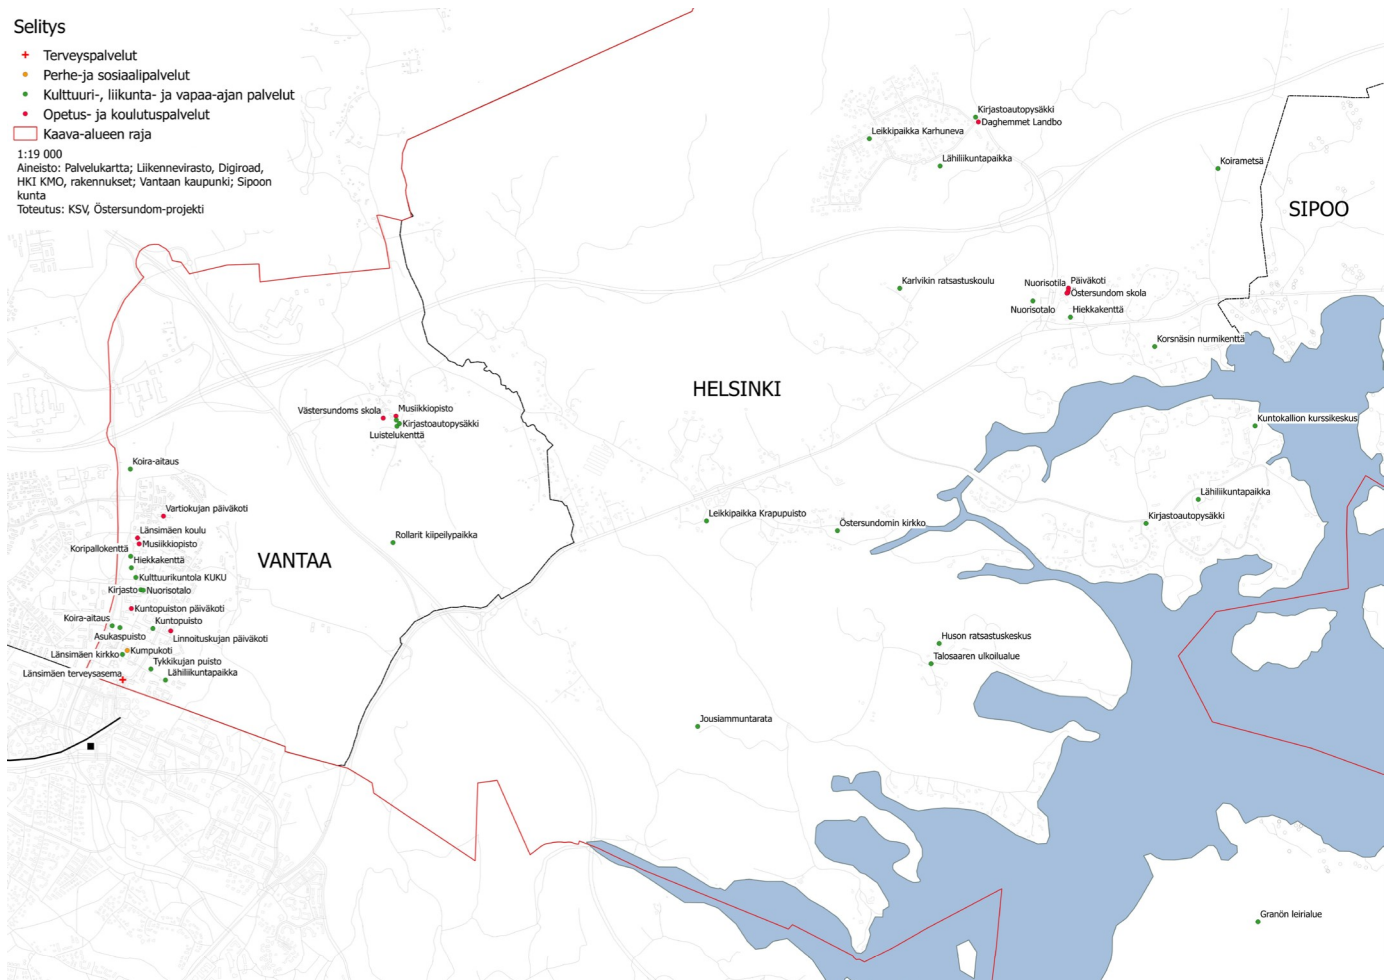 Selitys
Terveyspalvelut
Perhe-ja sosiaalipalvelut
Kulttuuri-, liikunta- ja vapaa-ajan palvelut
Opetus- ja koulutuspalvelut
Kaava-alueen raja
1:19 000
Aineisto: Palvelukartta; Liikennevirasto, Digiroad,
HKI KMO, rakennukset; Vantaan kaupunki; Sipoon
kunta
Toteutus: KSV, Östersundom-projekti
Kirjastoautopysäkki
Daghemmet Landbo
Leikkipaikka Karhuneva
Lähiliikuntapaikka
Koirametsä
SIPOO
Karlvikin ratsastuskoulu
Nuorisotila
Päiväkoti
Östersundom skola
Nuorisotalo
Hiekkakenttä
Korsnäsin nurmikenttä
HELSINKI
Västersundoms skola
Musiikkiopisto
Kirjastoautopysäkki
Luistelukenttä
Kuntokallion kurssikeskus
Koira-aitaus
Lähiliikuntapaikka
Kirjastoautopysäkki
Vartiokujan päiväkoti
Leikkipaikka Krapupuisto
Östersundomin kirkko
Länsimäen koulu
Musiikkiopisto
Rollarit kiipeilypaikka
Koripallokenttä
Hiekkakenttä
VANTAA
Kulttuurikuntola KUKU
Kirjasto
Nuorisotalo
Kuntopuiston päiväkoti
Koira-aitaus
Kuntopuisto
Asukaspuisto
Linnoituskujan päiväkoti
Huson ratsastuskeskus
Länsimäen kirkko
Kumpukoti
Talosaaren ulkoilualue
Tykkikujan puisto
Länsimäen terveysasema
Lähiliikuntapaikka
Jousiammuntarata
Granön leirialue